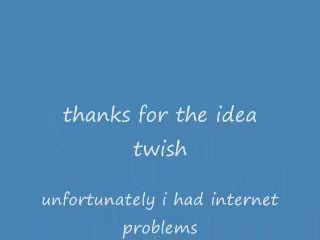 thanks for the idea
twish
unfortunately i had internet
problems